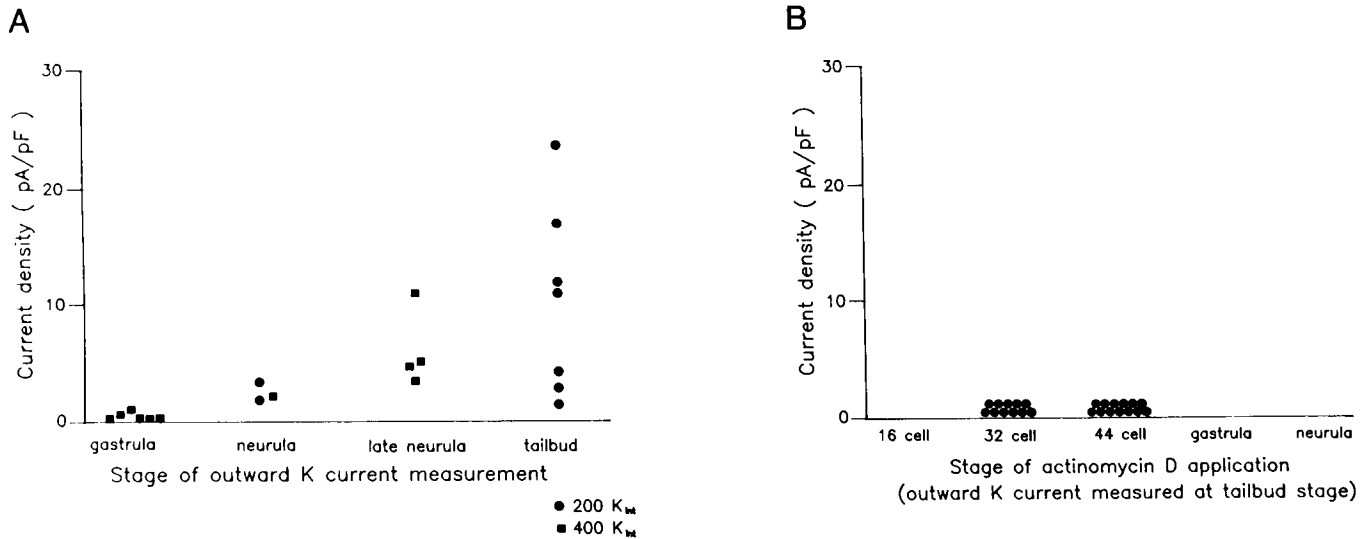 A
Current density ( pA/pF )
30
20
10
0
gastrula neurula late neurula tailbud
Stage of outward K current measurement
● 200 K_int
■ 400 K_int
B
Current density ( pA/pF )
30
20
10
0
16 cell 32 cell 44 cell gastrula neurula
Stage of actinomycin D application
(outward K current measured at tailbud stage)